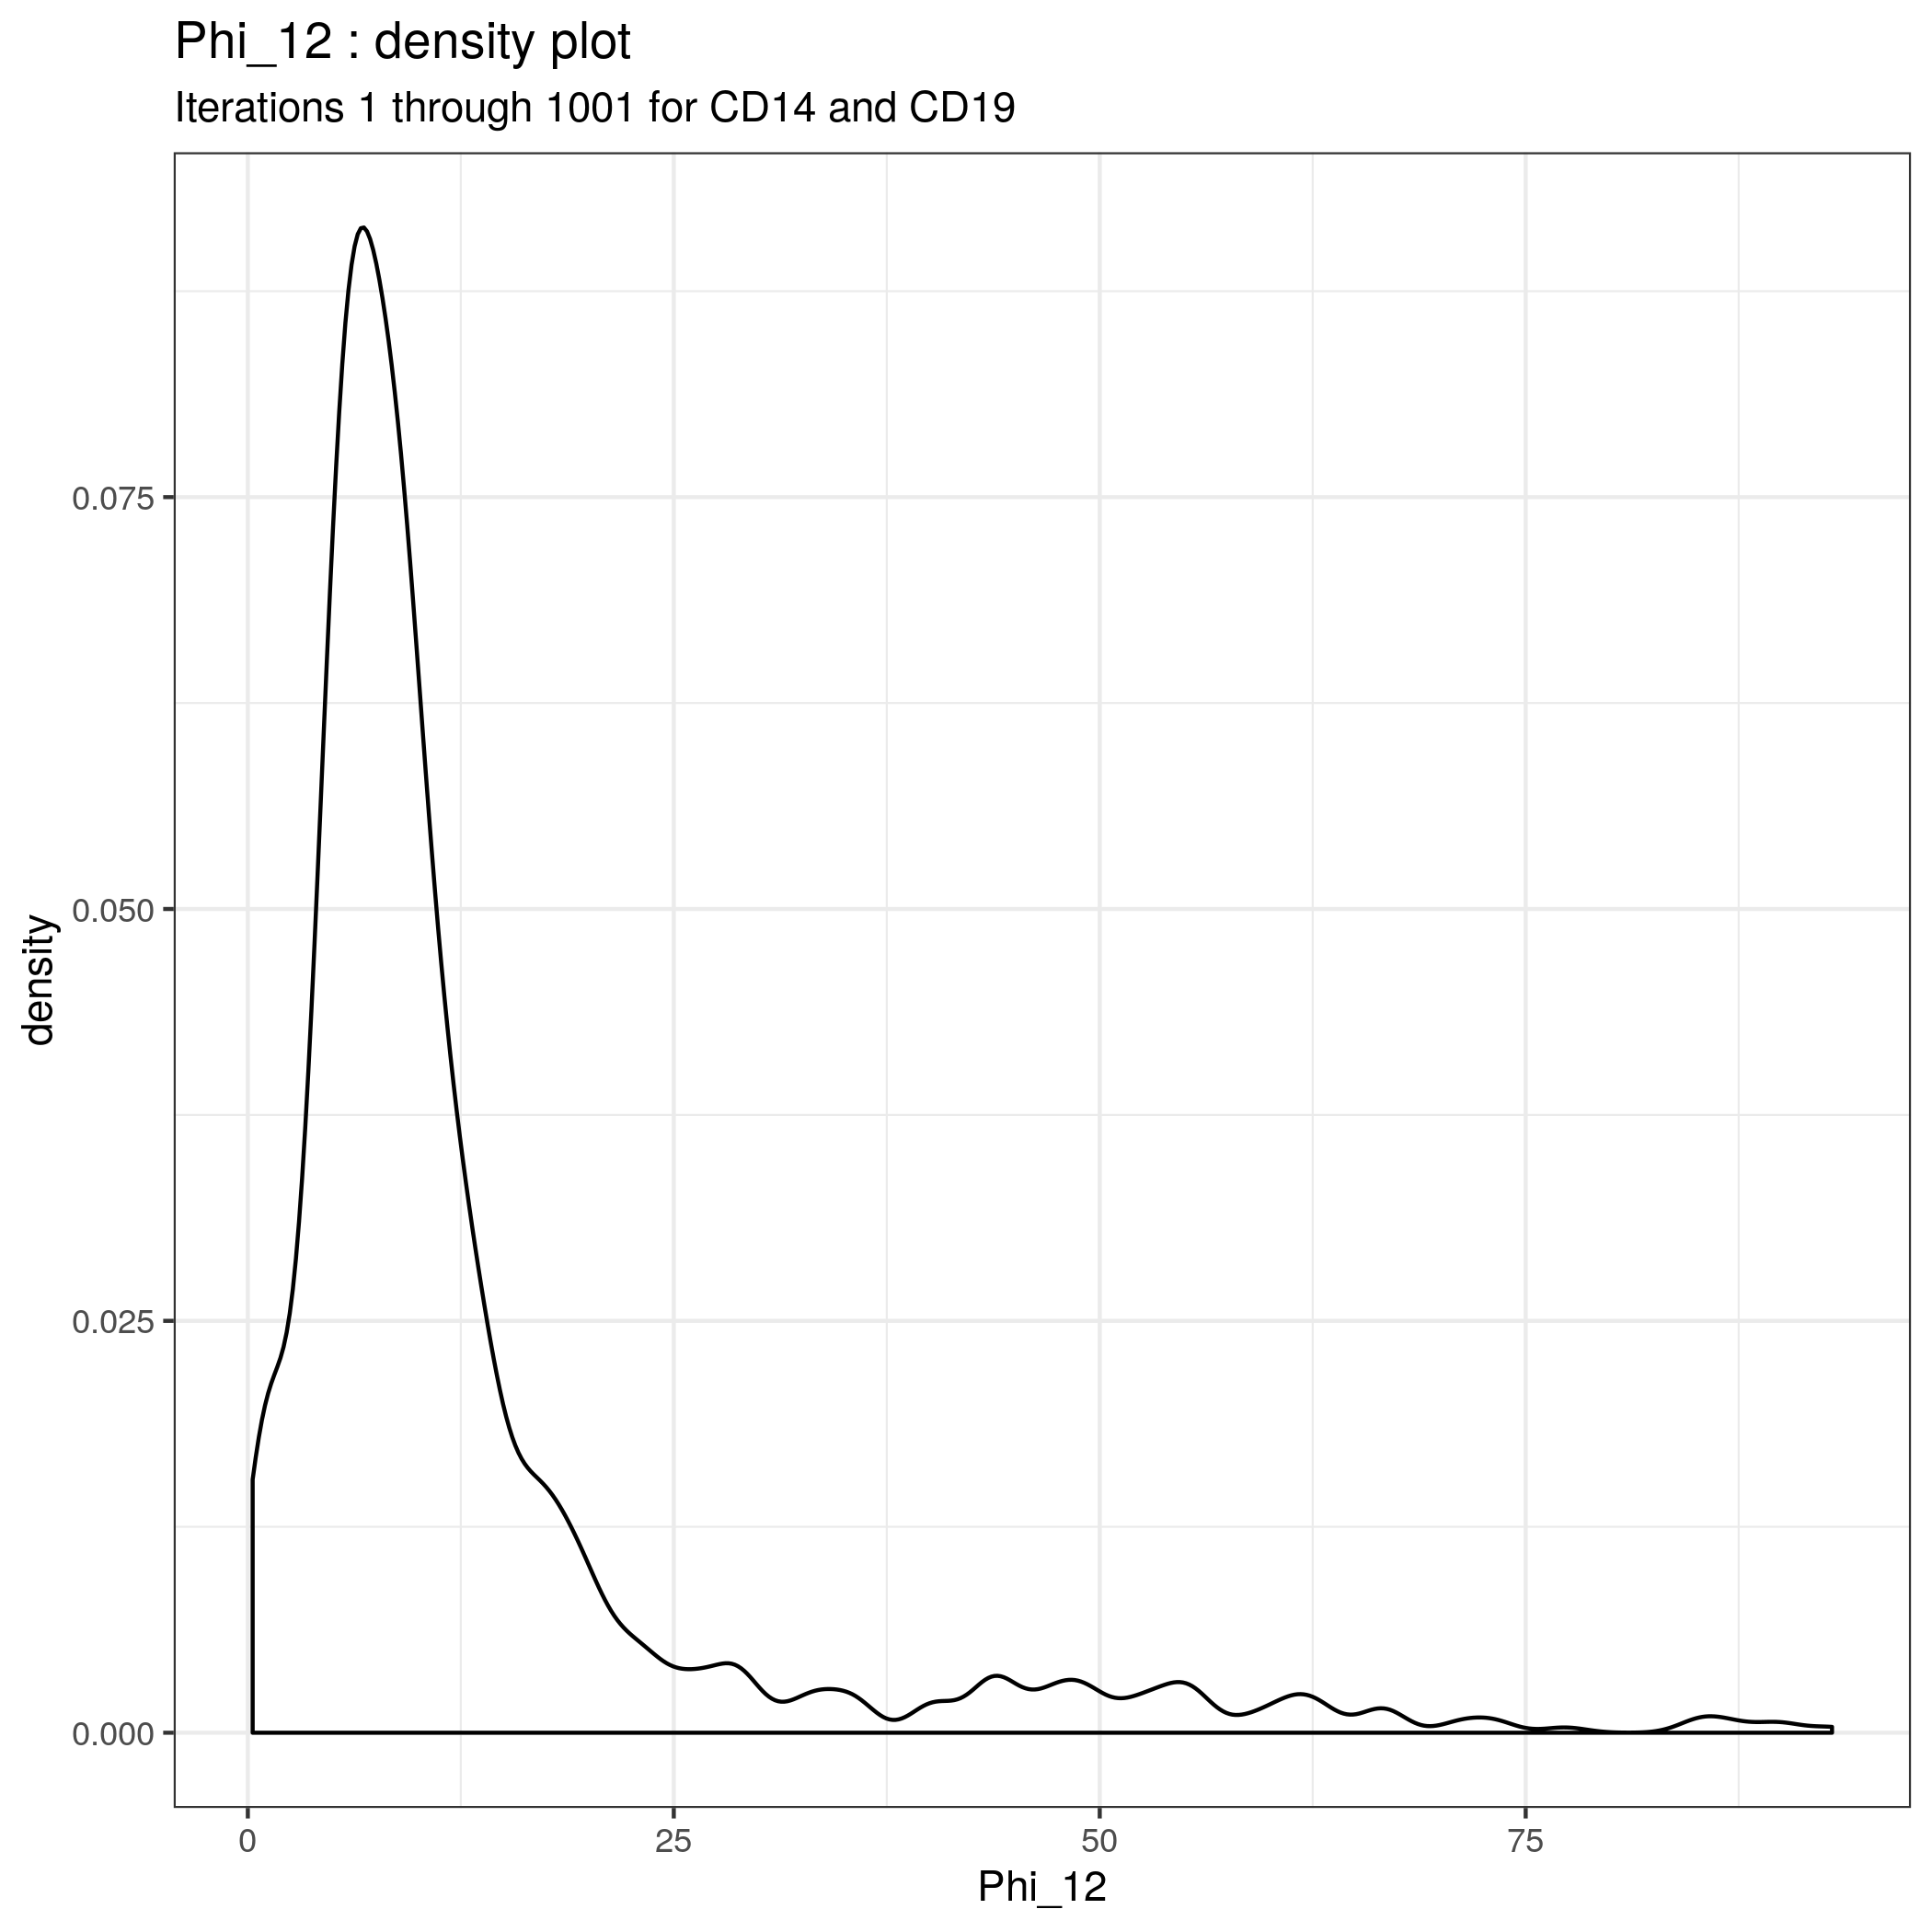 Phi_12 : density plot
Iterations 1 through 1001 for CD14 and CD19
density
0.075
0.050
0.025
0.000
0
25
50
75
Phi_12